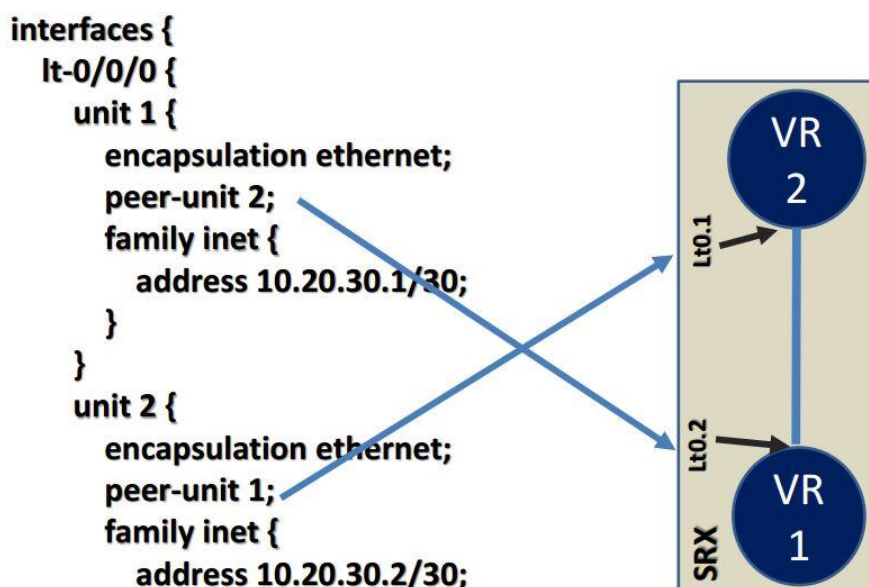 interfaces {
lt-0/0/0 {
unit 1 {
encapsulation ethernet;
peer-unit 2;
family inet {
address 10.20.30.1/30;
}
}
unit 2 {
encapsulation ethernet;
peer-unit 1;
family inet {
address 10.20.30.2/30;
VR
2
Lt0.1
Lt0.2
VR
1
SRX